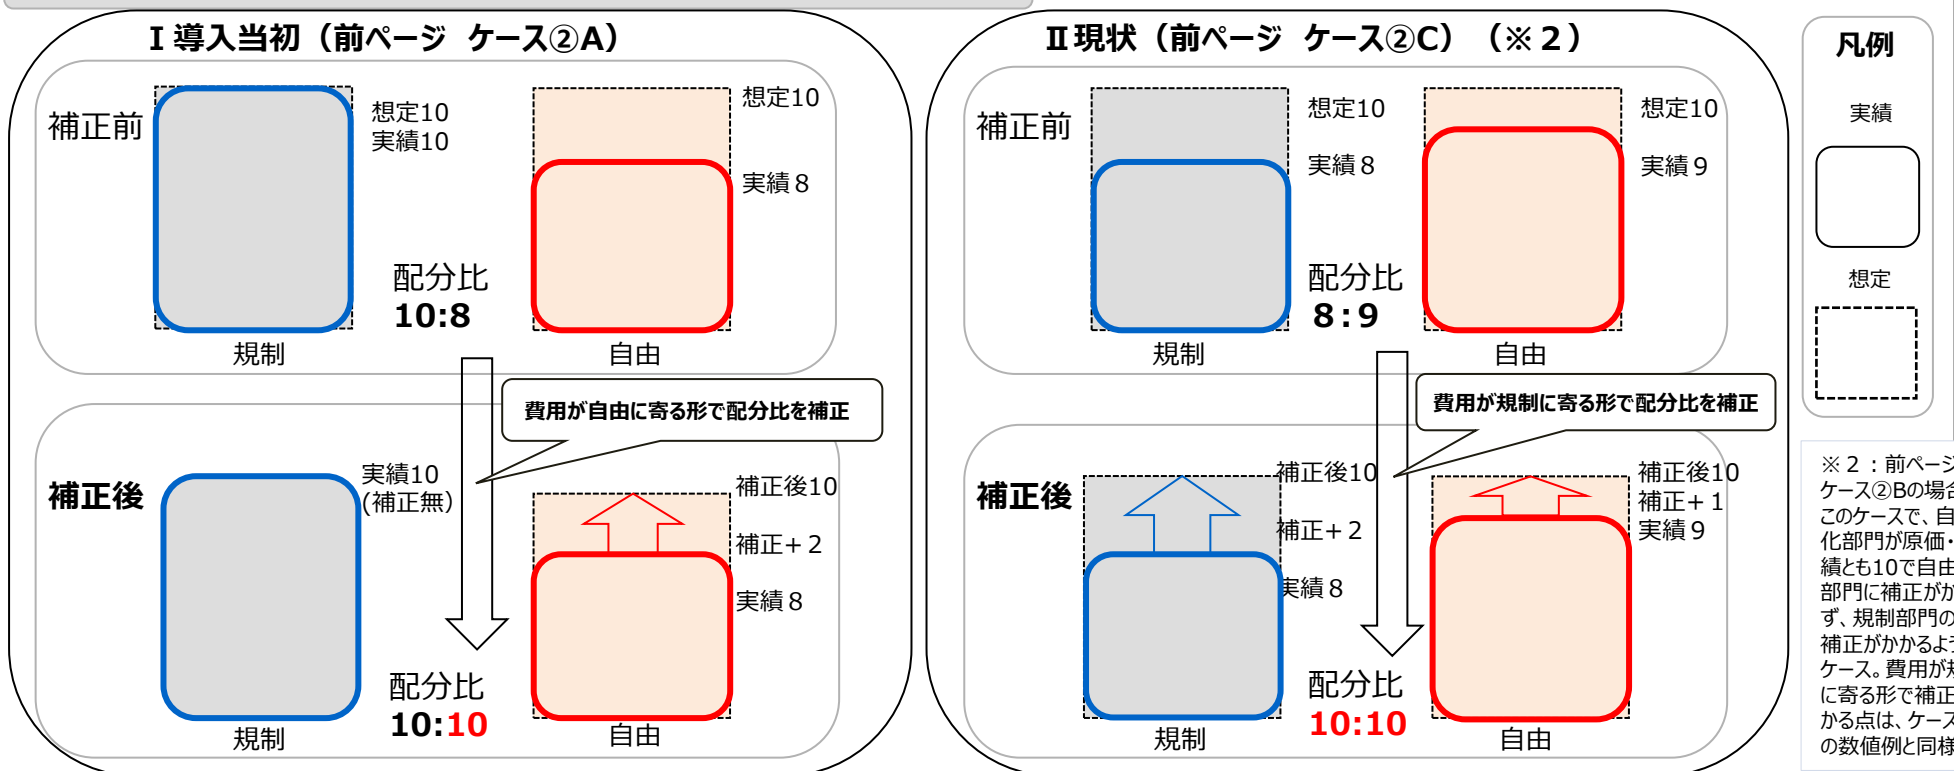 Ⅰ導入当初（前ページ ケース②A）
補正前
想定10
実績10
想定10
実績８
配分比
10:8
規制
自由
費用が自由に寄る形で配分比を補正
補正後
実績10
(補正無)
補正後10
補正＋２
実績８
配分比
10:10
規制
自由
Ⅱ現状（前ページ ケース②C）（※２）
補正前
想定10
実績８
想定10
実績９
配分比
８:９
規制
自由
費用が規制に寄る形で配分比を補正
補正後
補正後10
補正＋２
実績８
補正後10
補正＋１
実績９
配分比
10:10
規制
自由
凡例
実績
想定
※２：前ページ
ケース②Bの場合
このケースで、自
化部門が原価・
績とも10で自由
部門に補正がか
ず、規制部門の
補正がかかるよ
ケース。費用が規
に寄る形で補正
かる点は、ケース
の数値例と同様